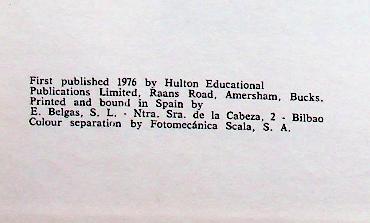 First published 1976 by Hulton Educational
Publications Limited, Raans Road, Amersham, Bucks.
Printed and bound in Spain by
E. Belgas, S. L. - Ntra. Sra. de la Cabeza, 2 - Bilbao
Colour separation by Fotomecánica Scala, S. A.